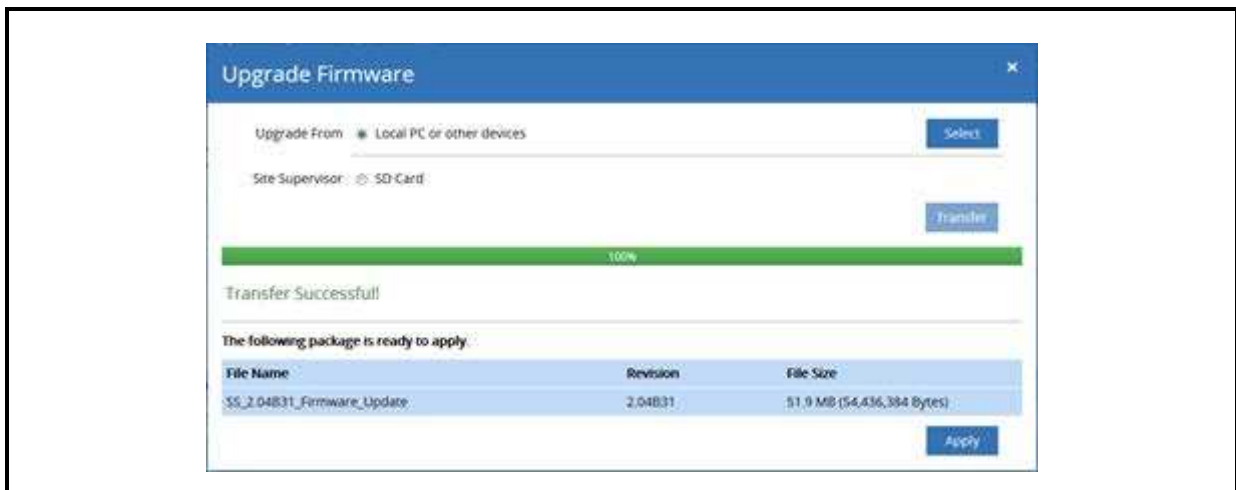 Upgrade Firmware ×
Upgrade From Local PC or other devices Select
Site Supervisor SD Card
Transfer
100%
Transfer Successful!
The following package is ready to apply.
File Name Revision File Size
SS_2.04B31_Firmware_Update 2.04B31 51.9 MB (54,436,384 Bytes)
Apply